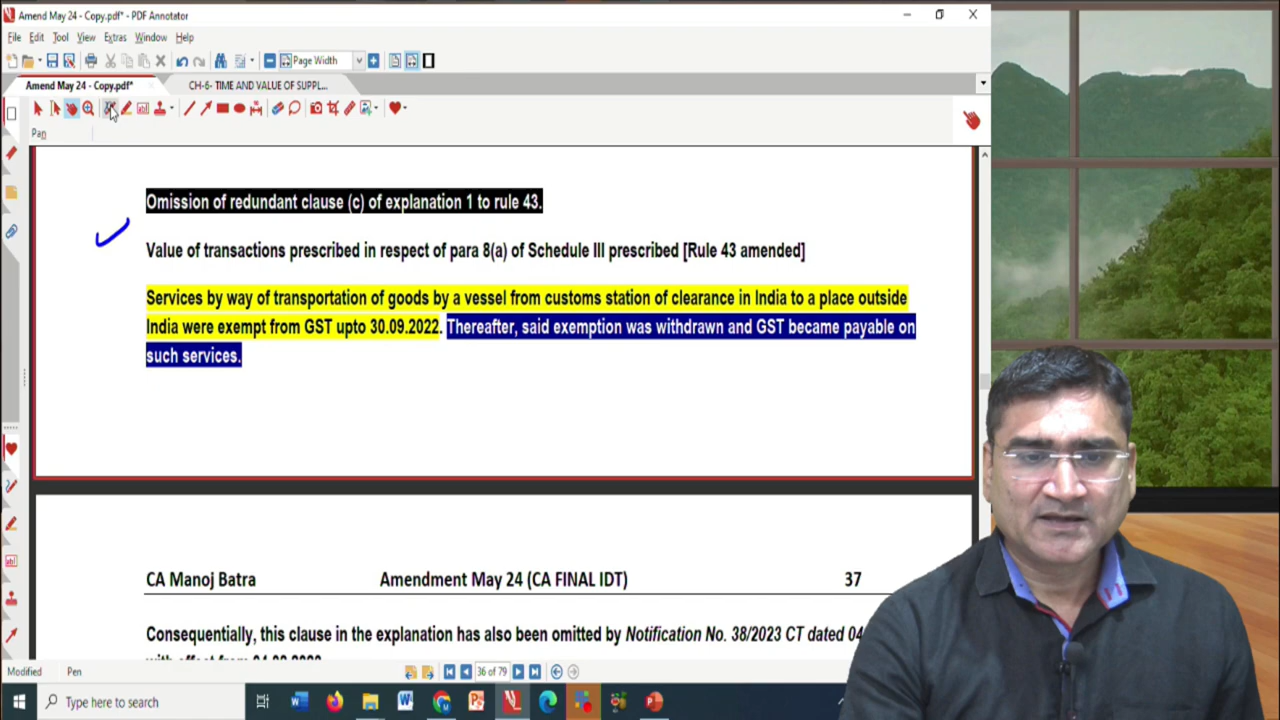 Amend May 24 - Copy.pdf* - PDF Annotator
File Edit Tool View Extras Window Help
Page Width
Amend May 24 - Copy.pdf* CH-6- TIME AND VALUE OF SUPPL...
Pan
Omission of redundant clause (c) of explanation 1 to rule 43.
Value of transactions prescribed in respect of para 8(a) of Schedule III prescribed [Rule 43 amended]
Services by way of transportation of goods by a vessel from customs station of clearance in India to a place outside
India were exempt from GST upto 30.09.2022. Thereafter, said exemption was withdrawn and GST became payable on
such services.
CA Manoj Batra Amendment May 24 (CA FINAL IDT) 37
Consequentially, this clause in the explanation has also been omitted by Notification No. 38/2023 CT dated 04
Modified Pen 36 of 79
Type here to search